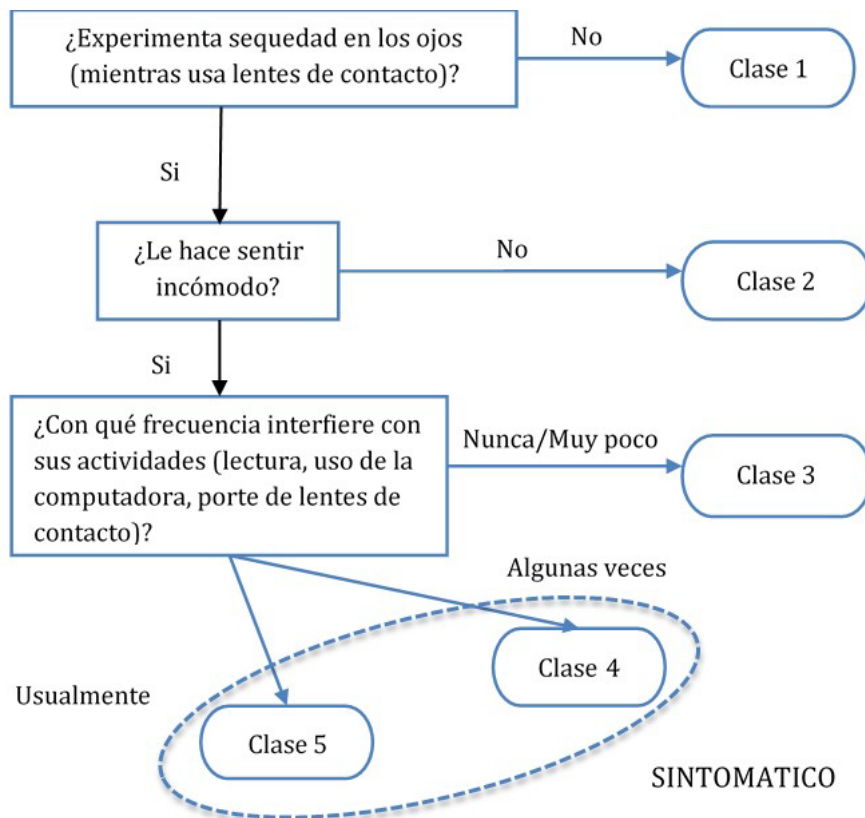 ¿Experimenta sequedad en los ojos
(mientras usa lentes de contacto)?
No
Clase 1
Si
¿Le hace sentir
incómodo?
No
Clase 2
Si
¿Con qué frecuencia interfiere con
sus actividades (lectura, uso de la
computadora, porte de lentes de
contacto)?
Nunca/Muy poco
Clase 3
Algunas veces
Clase 4
Usualmente
Clase 5
SINTOMATICO